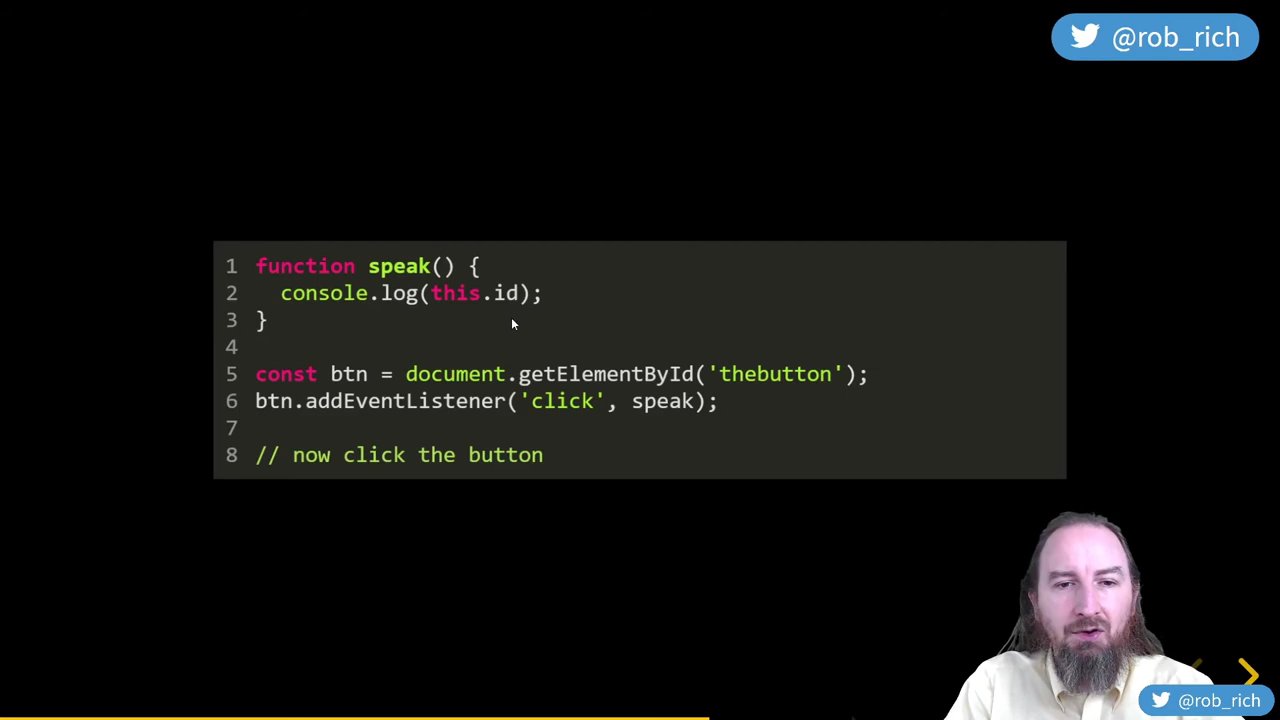 @rob_rich
1 function speak() {
2   console.log(this.id);
3 }
4
5 const btn = document.getElementById('thebutton');
6 btn.addEventListener('click', speak);
7
8 // now click the button
@rob_rich